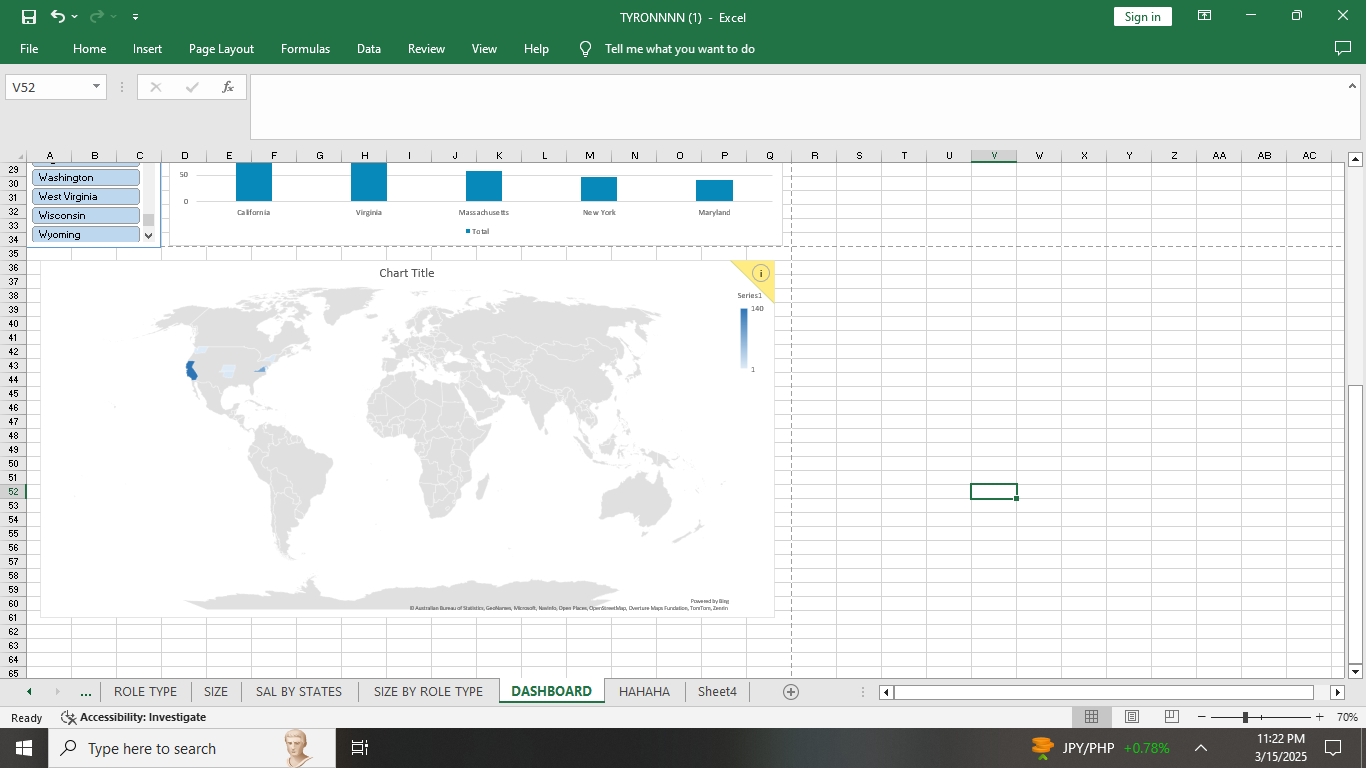 TYRONNNN (1) - Excel
Sign in
File Home Insert Page Layout Formulas Data Review View Help Tell me what you want to do
V52
fx
A B C D E F G H I J K L M N O P Q R S T U V W X Y Z AA AB AC
29
30
31
32
33
34
35
36
37
38
39
40
41
42
43
44
45
46
47
48
49
50
51
52
53
54
55
56
57
58
59
60
61
62
63
64
65
Washington
West Virginia
Wisconsin
Wyoming
50
0
California Virginia Massachusetts New York Maryland
Total
Chart Title
i
Series1
140
1
Powered by Bing
© Australian Bureau of Statistics, GeoNames, Microsoft, Navinfo, Open Places, OpenStreetMap, Overture Maps Fundation, TomTom, Zenrin
... ROLE TYPE SIZE SAL BY STATES SIZE BY ROLE TYPE DASHBOARD HAHAHA Sheet4
Ready Accessibility: Investigate 70%
Type here to search
JPY/PHP +0.78%
11:22 PM
3/15/2025